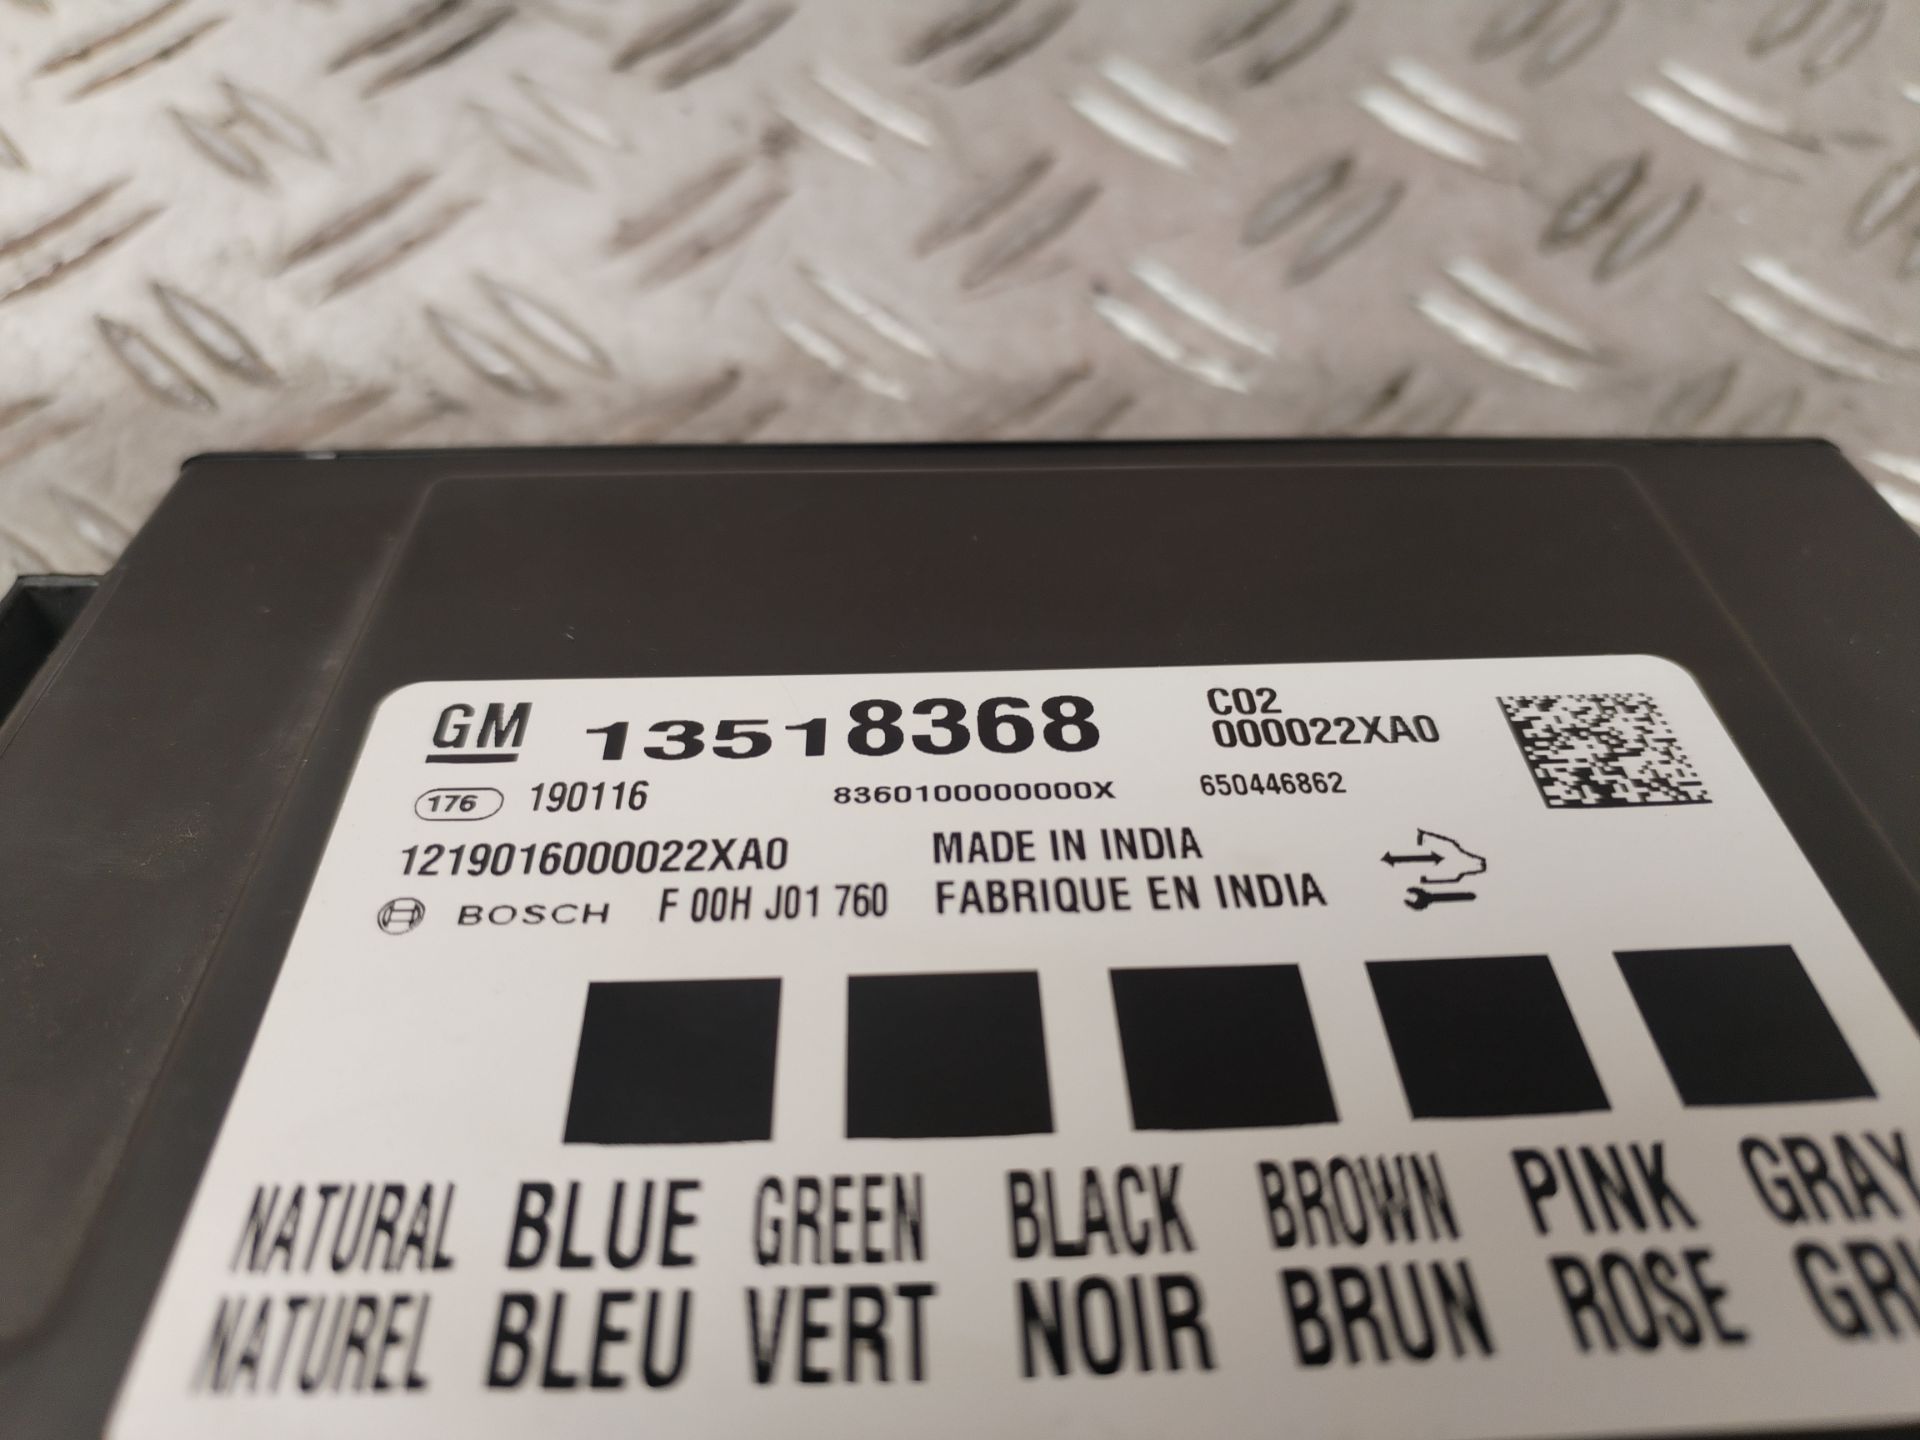 GM 13518368 C02
000022XA0
176 190116 8360100000000X 650446862
1219016000022XA0 MADE IN INDIA
BOSCH F 00H J01 760 FABRIQUE EN INDIA
NATURAL BLUE GREEN BLACK BROWN PINK GRAY
NATUREL BLEU VERT NOIR BRUN ROSE